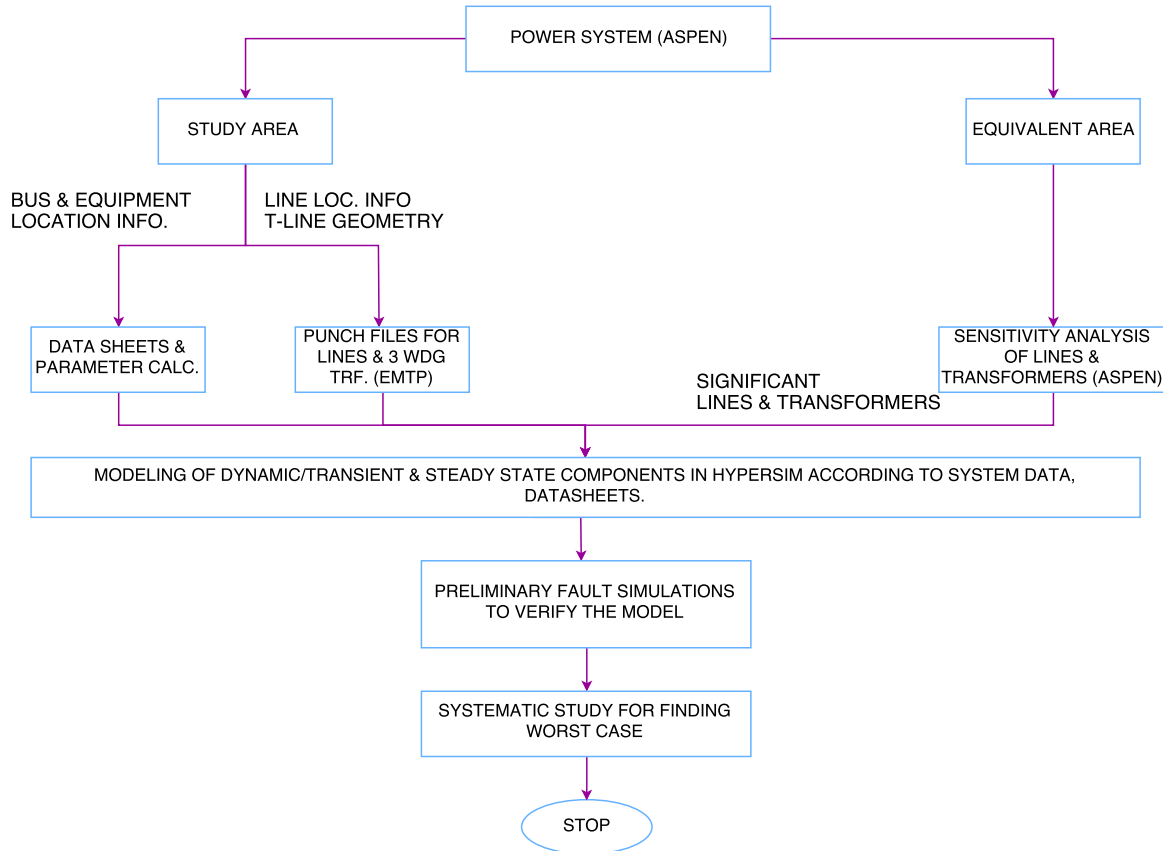 POWER SYSTEM (ASPEN)
STUDY AREA
EQUIVALENT AREA
BUS & EQUIPMENT
LOCATION INFO.
LINE LOC. INFO
T-LINE GEOMETRY
DATA SHEETS &
PARAMETER CALC.
PUNCH FILES FOR
LINES & 3 WDG
TRF. (EMTP)
SENSITIVITY ANALYSIS
OF LINES &
TRANSFORMERS (ASPEN)
SIGNIFICANT
LINES & TRANSFORMERS
MODELING OF DYNAMIC/TRANSIENT & STEADY STATE COMPONENTS IN HYPERSIM ACCORDING TO SYSTEM DATA,
DATASHEETS.
PRELIMINARY FAULT SIMULATIONS
TO VERIFY THE MODEL
SYSTEMATIC STUDY FOR FINDING
WORST CASE
STOP